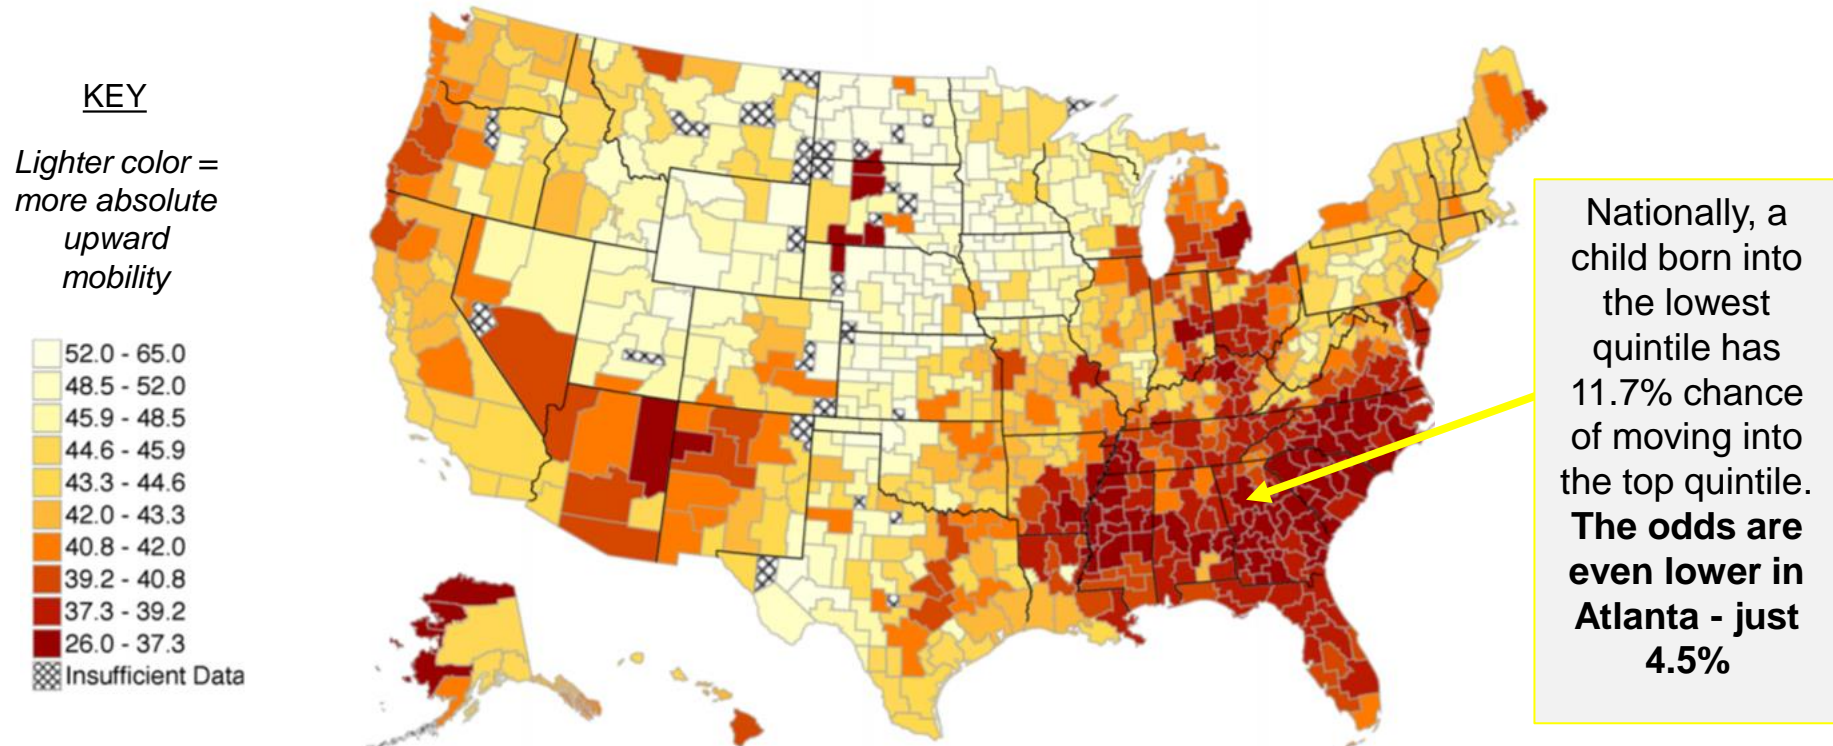 KEY
Lighter color =
more absolute
upward
mobility
52.0 - 65.0
48.5 - 52.0
45.9 - 48.5
44.6 - 45.9
43.3 - 44.6
42.0 - 43.3
40.8 - 42.0
39.2 - 40.8
37.3 - 39.2
26.0 - 37.3
Insufficient Data
Nationally, a
child born into
the lowest
quintile has
11.7% chance
of moving into
the top quintile.
The odds are
even lower in
Atlanta - just
4.5%